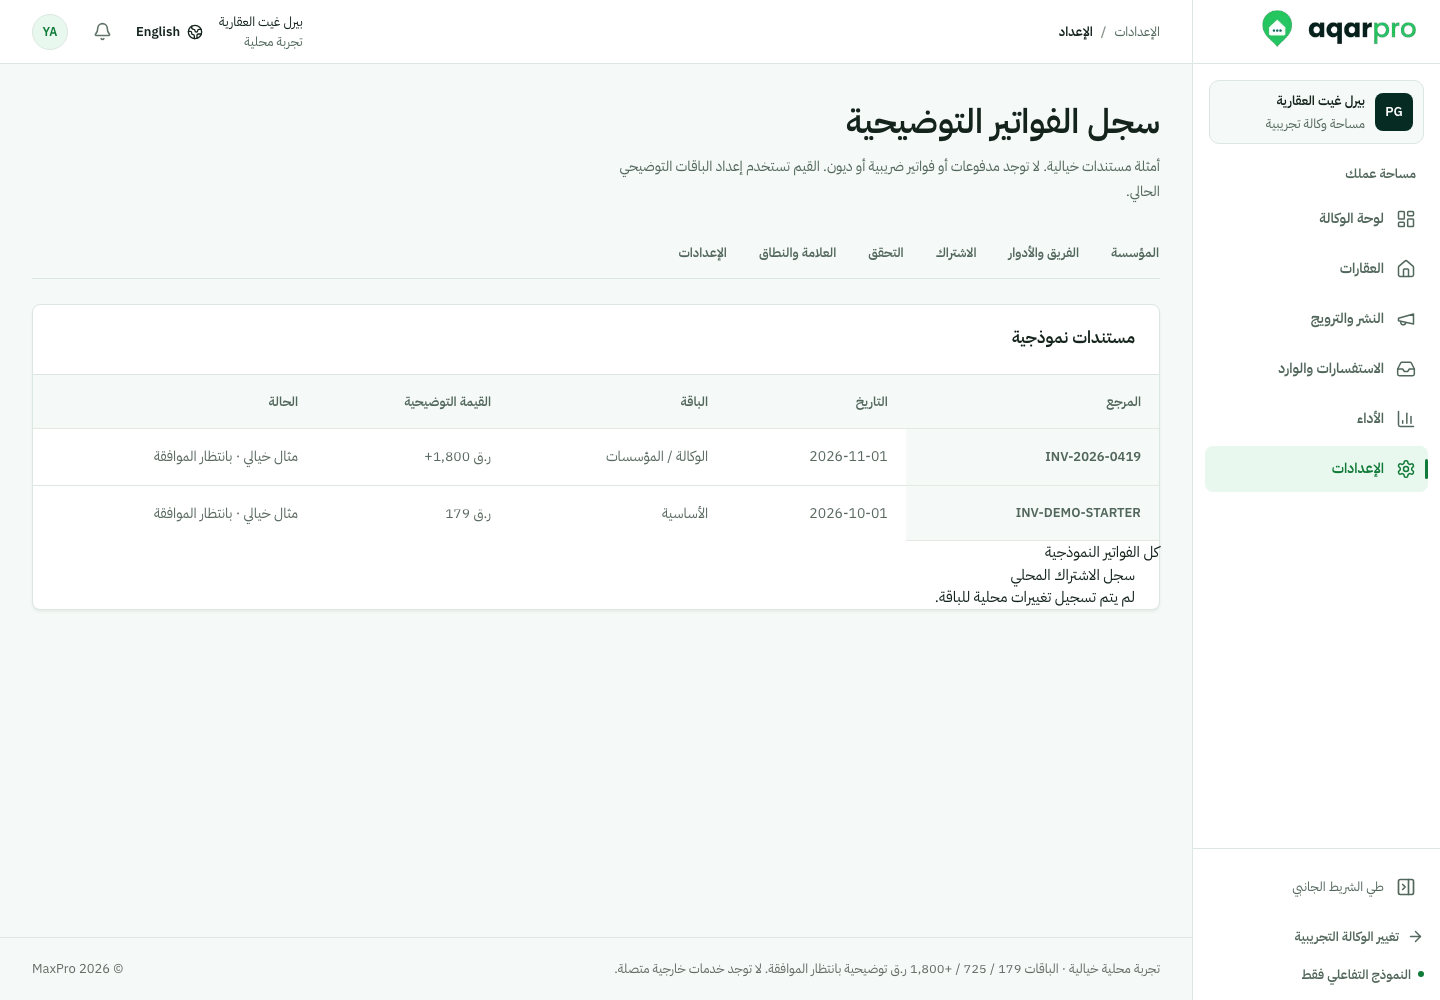 aqarpro
PG
بيرل غيت العقارية
مساحة وكالة تجريبية
مساحة عملك
لوحة الوكالة
العقارات
النشر والترويج
الاستفسارات والوارد
الأداء
الإعدادات
طي الشريط الجانبي
تغيير الوكالة التجريبية
النموذج التفاعلي فقط
الإعدادات / الإعداد
بيرل غيت العقارية
تجربة محلية
English
YA
سجل الفواتير التوضيحية
أمثلة مستندات خيالية. لا توجد مدفوعات أو فواتير ضريبية أو ديون. القيم تستخدم إعداد الباقات التوضيحي
الحالي.
المؤسسة الفريق والأدوار الاشتراك التحقق العلامة والنطاق الإعدادات
مستندات نموذجية
المرجع التاريخ الباقة القيمة التوضيحية الحالة
INV-2026-0419 2026-11-01 الوكالة / المؤسسات ر.ق 1,800+ مثال خيالي · بانتظار الموافقة
INV-DEMO-STARTER 2026-10-01 الأساسية ر.ق 179 مثال خيالي · بانتظار الموافقة
كل الفواتير النموذجية
سجل الاشتراك المحلي
لم يتم تسجيل تغييرات محلية للباقة.
تجربة محلية خيالية · الباقات 179 / 725 / 1,800+ ر.ق توضيحية بانتظار الموافقة. لا توجد خدمات خارجية متصلة.
© MaxPro 2026